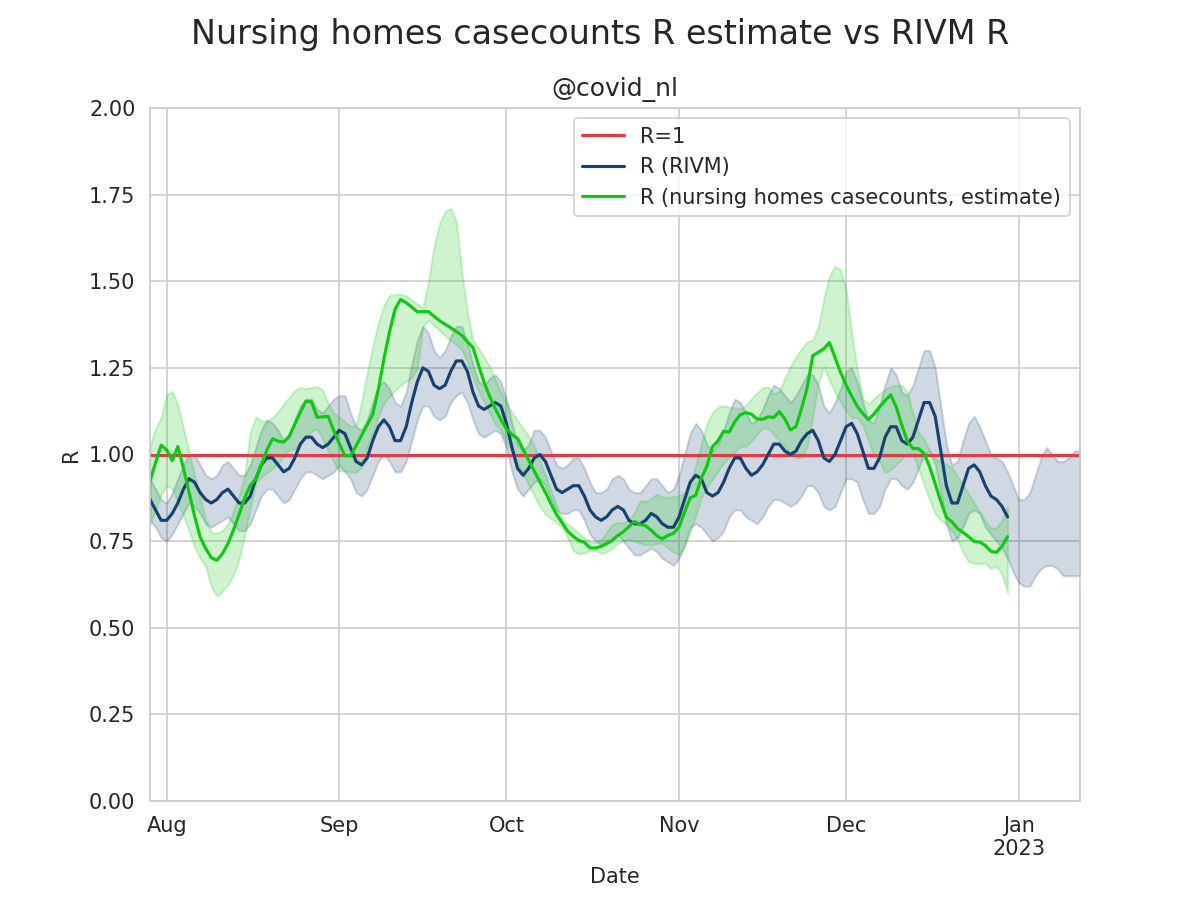 Nursing homes casecounts R estimate vs RIVM R
@covid_nl
2.00
1.75
1.50
1.25
1.00
0.75
0.50
0.25
0.00
R
R=1
R (RIVM)
R (nursing homes casecounts, estimate)
Aug Sep Oct Nov Dec Jan
2023
Date